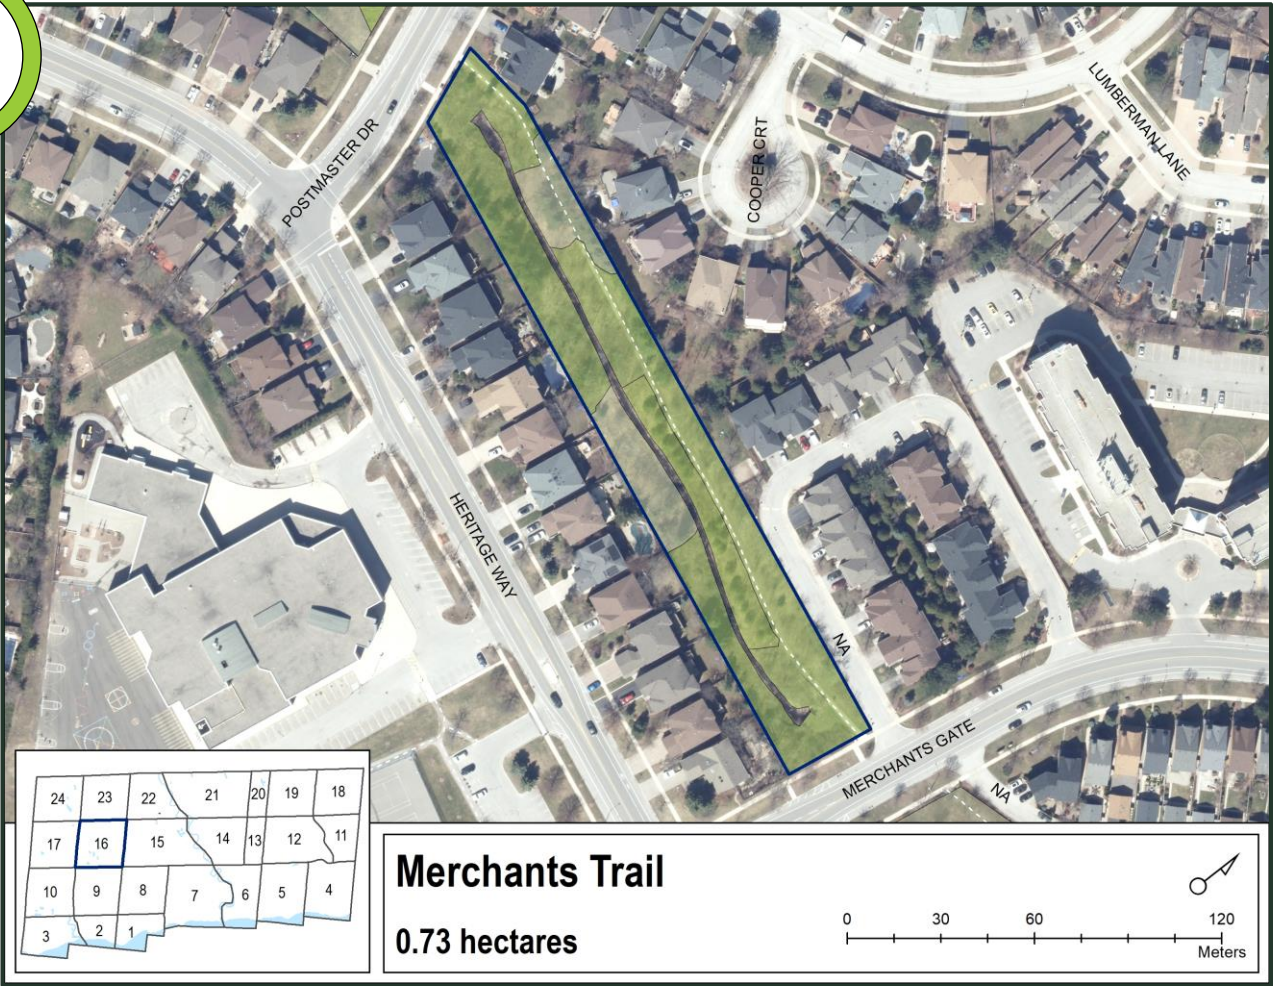 POSTMASTER DR
COOPER CRT
LUMBERMAN LANE
HERITAGE WAY
NA
MERCHANTS GATE
NA
24 23 22 21 20 19 18
17 16 15 14 13 12 11
10 9 8 7 6 5 4
3 2 1
Merchants Trail
0.73 hectares
0 30 60 120
Meters